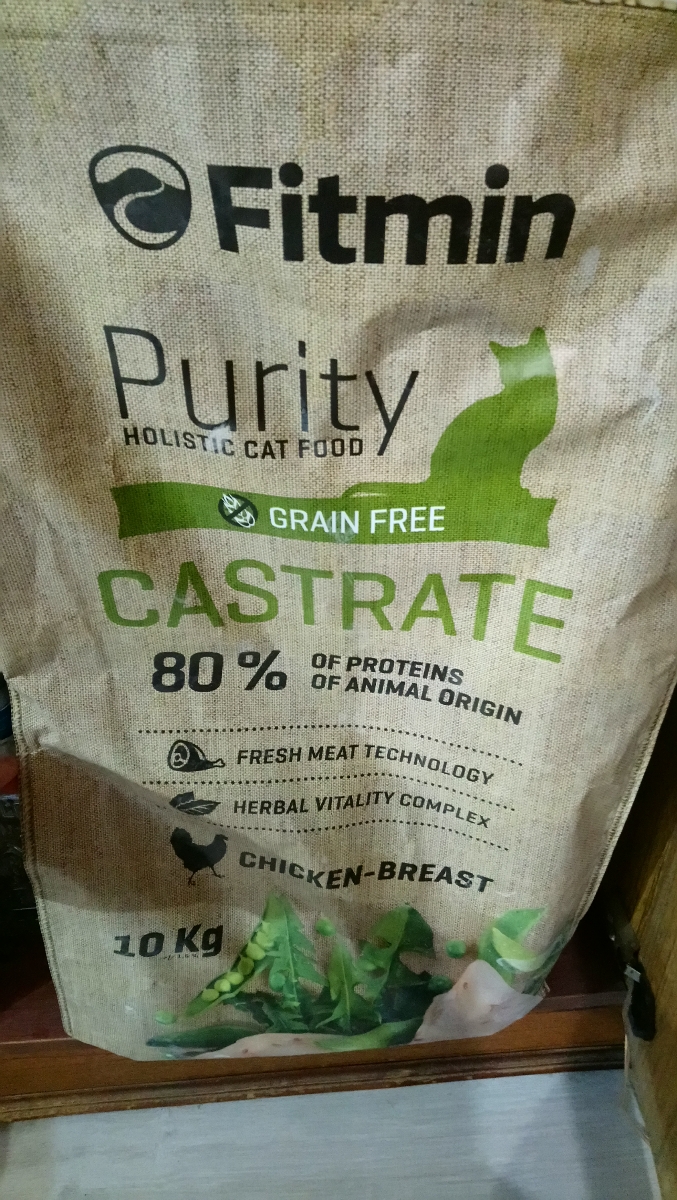 Fitmin
Purity
HOLISTIC CAT FOOD
GRAIN FREE
CASTRATE
80 % OF PROTEINS
OF ANIMAL ORIGIN
FRESH MEAT TECHNOLOGY
HERBAL VITALITY COMPLEX
CHICKEN-BREAST
10 Kg